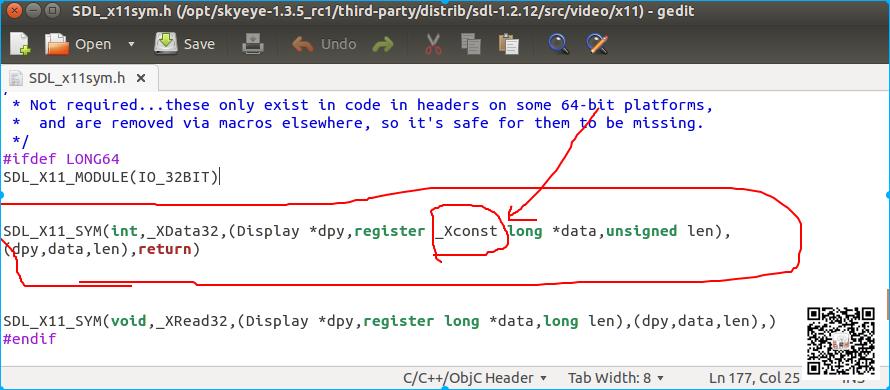 SDL_x11sym.h (/opt/skyeye-1.3.5_rc1/third-party/distrib/sdl-1.2.12/src/video/x11) - gedit
Open Save Undo
SDL_x11sym.h ×
* Not required...these only exist in code in headers on some 64-bit platforms,
* and are removed via macros elsewhere, so it's safe for them to be missing.
*/
#ifdef LONG64
SDL_X11_MODULE(IO_32BIT)
SDL_X11_SYM(int,_XData32,(Display *dpy,register _Xconst long *data,unsigned len),
(dpy,data,len),return)
SDL_X11_SYM(void,_XRead32,(Display *dpy,register long *data,long len),(dpy,data,len),)
#endif
C/C++/ObjC Header Tab Width: 8 Ln 177, Col 25 INS